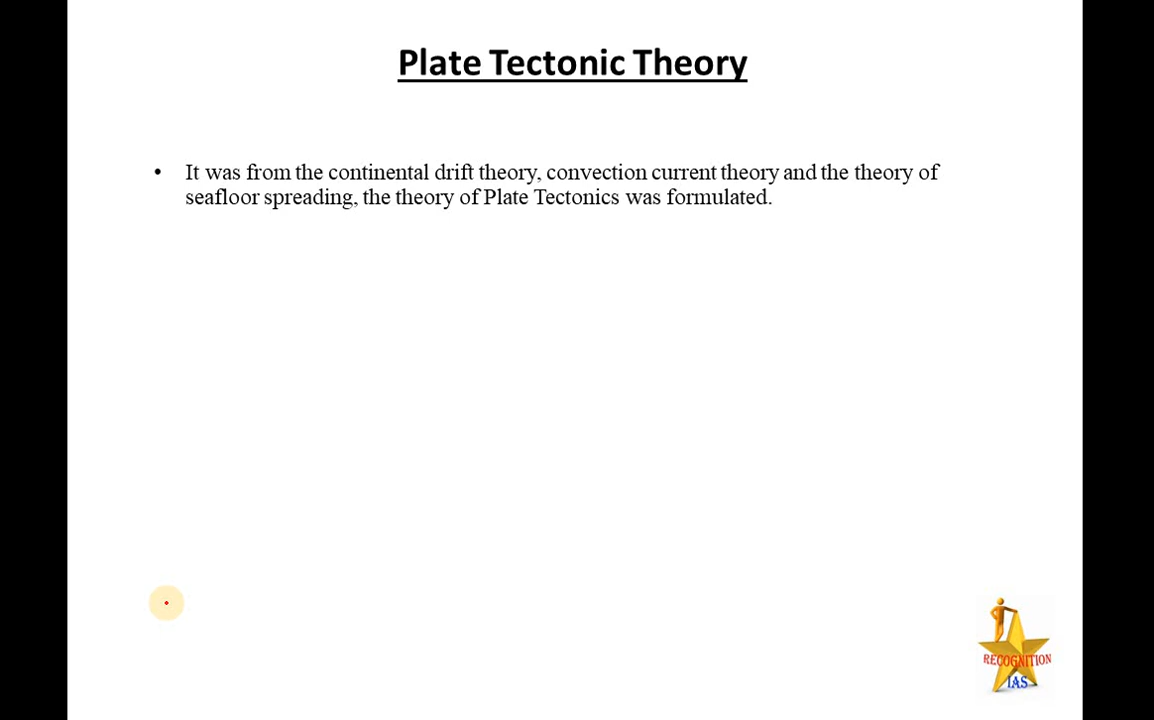 Plate Tectonic Theory
• It was from the continental drift theory, convection current theory and the theory of
seafloor spreading, the theory of Plate Tectonics was formulated.
RECOGNITION
IAS